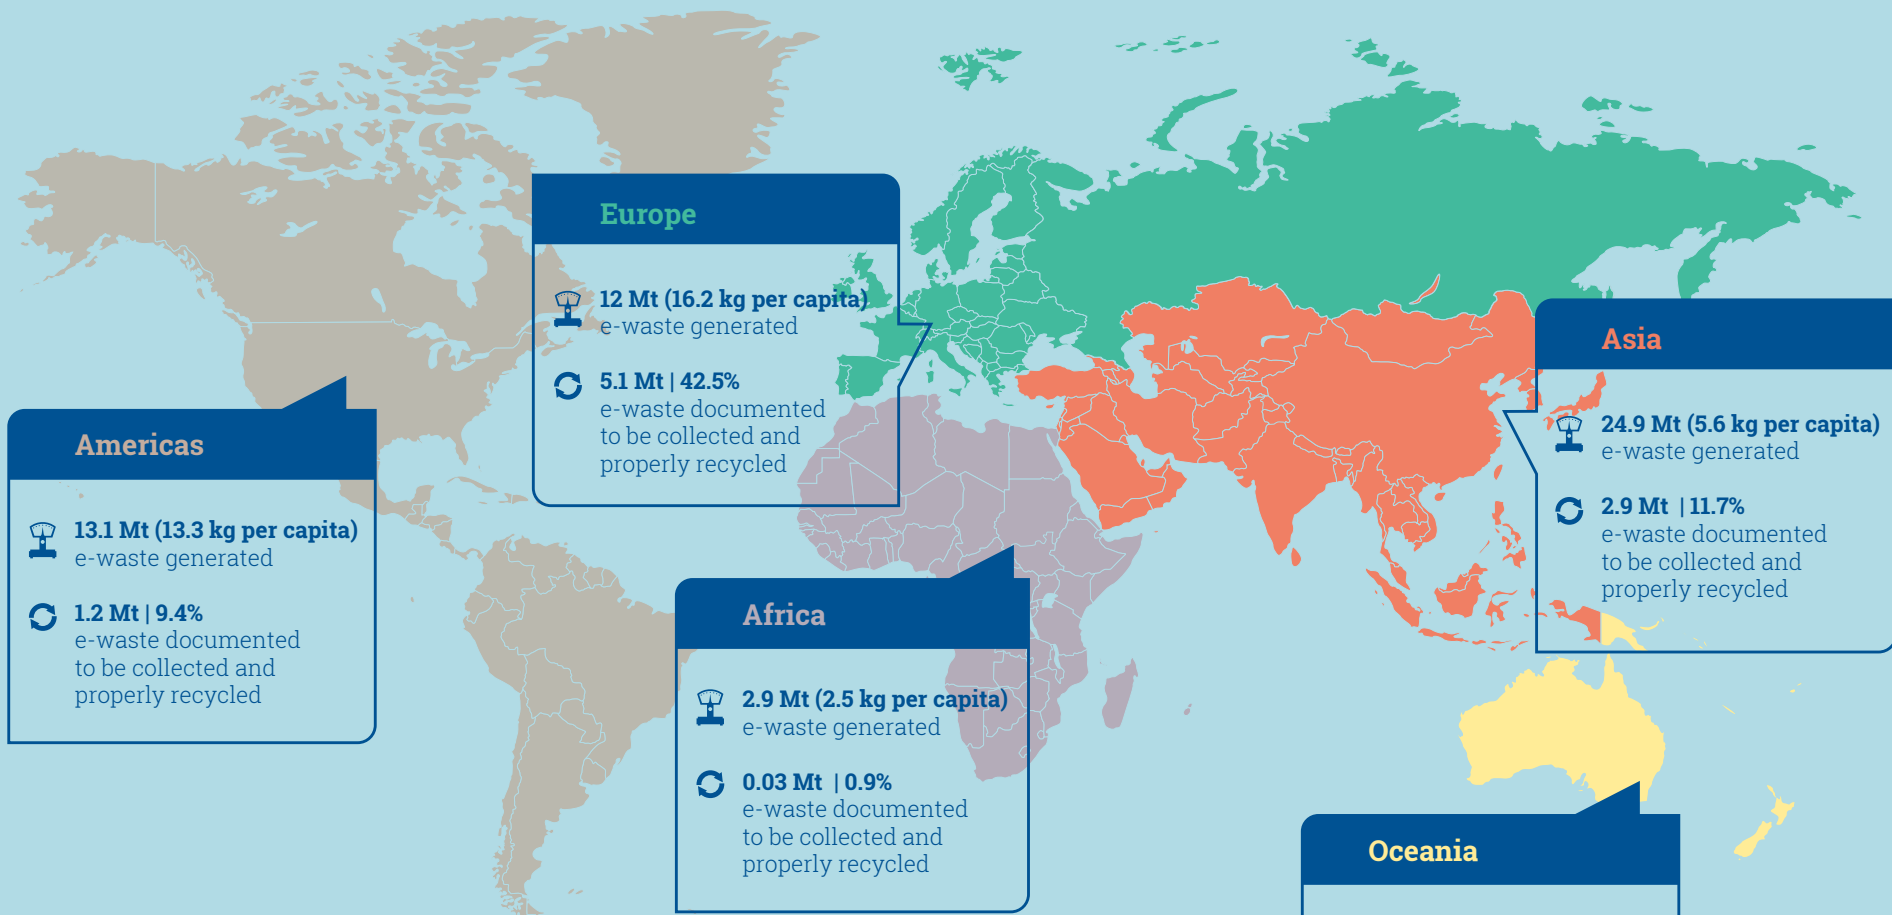 Europe
12 Mt (16.2 kg per capita)
e-waste generated
5.1 Mt | 42.5%
e-waste documented
to be collected and
properly recycled
Asia
24.9 Mt (5.6 kg per capita)
e-waste generated
2.9 Mt | 11.7%
e-waste documented
to be collected and
properly recycled
Americas
13.1 Mt (13.3 kg per capita)
e-waste generated
1.2 Mt | 9.4%
e-waste documented
to be collected and
properly recycled
Africa
2.9 Mt (2.5 kg per capita)
e-waste generated
0.03 Mt | 0.9%
e-waste documented
to be collected and
properly recycled
Oceania